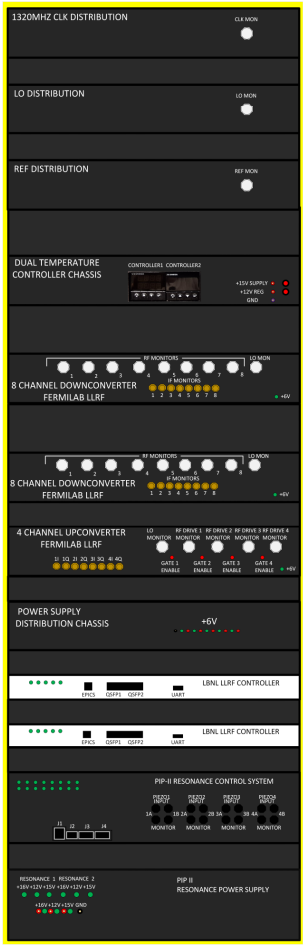 1320MHZ CLK DISTRIBUTION
CLK MON
LO DISTRIBUTION
LO MON
REF DISTRIBUTION
REF MON
DUAL TEMPERATURE
CONTROLLER CHASSIS
CONTROLLER1 CONTROLLER2
+15V SUPPLY
+12V REG
GND
RF MONITORS
LO MON
1 2 3 4 5 6 7 8
IF MONITORS
8 CHANNEL DOWNCONVERTER
FERMILAB LLRF
1 2 3 4 5 6 7 8
+6V
RF MONITORS
LO MON
1 2 3 4 5 6 7 8
IF MONITORS
8 CHANNEL DOWNCONVERTER
FERMILAB LLRF
1 2 3 4 5 6 7 8
+6V
4 CHANNEL UPCONVERTER
FERMILAB LLRF
1I 1Q 2I 2Q 3I 3Q 4I 4Q
LO RF DRIVE 1 RF DRIVE 2 RF DRIVE 3 RF DRIVE 4
MONITOR MONITOR MONITOR MONITOR MONITOR
GATE 1 GATE 2 GATE 3 GATE 4
ENABLE ENABLE ENABLE ENABLE
+6V
POWER SUPPLY
DISTRIBUTION CHASSIS
+6V
LBNL LLRF CONTROLLER
EPICS QSFP1 QSFP2 UART
LBNL LLRF CONTROLLER
EPICS QSFP1 QSFP2 UART
PIP-II RESONANCE CONTROL SYSTEM
PIEZO1 PIEZO2 PIEZO3 PIEZO4
INPUT INPUT INPUT INPUT
1A 1B 2A 2B 3A 3B 4A 4B
MONITOR MONITOR MONITOR MONITOR
J1 J2 J3 J4
RESONANCE 1 RESONANCE 2
+16V +12V +15V +16V +12V +15V
+16V +12V +15V GND
PIP II
RESONANCE POWER SUPPLY